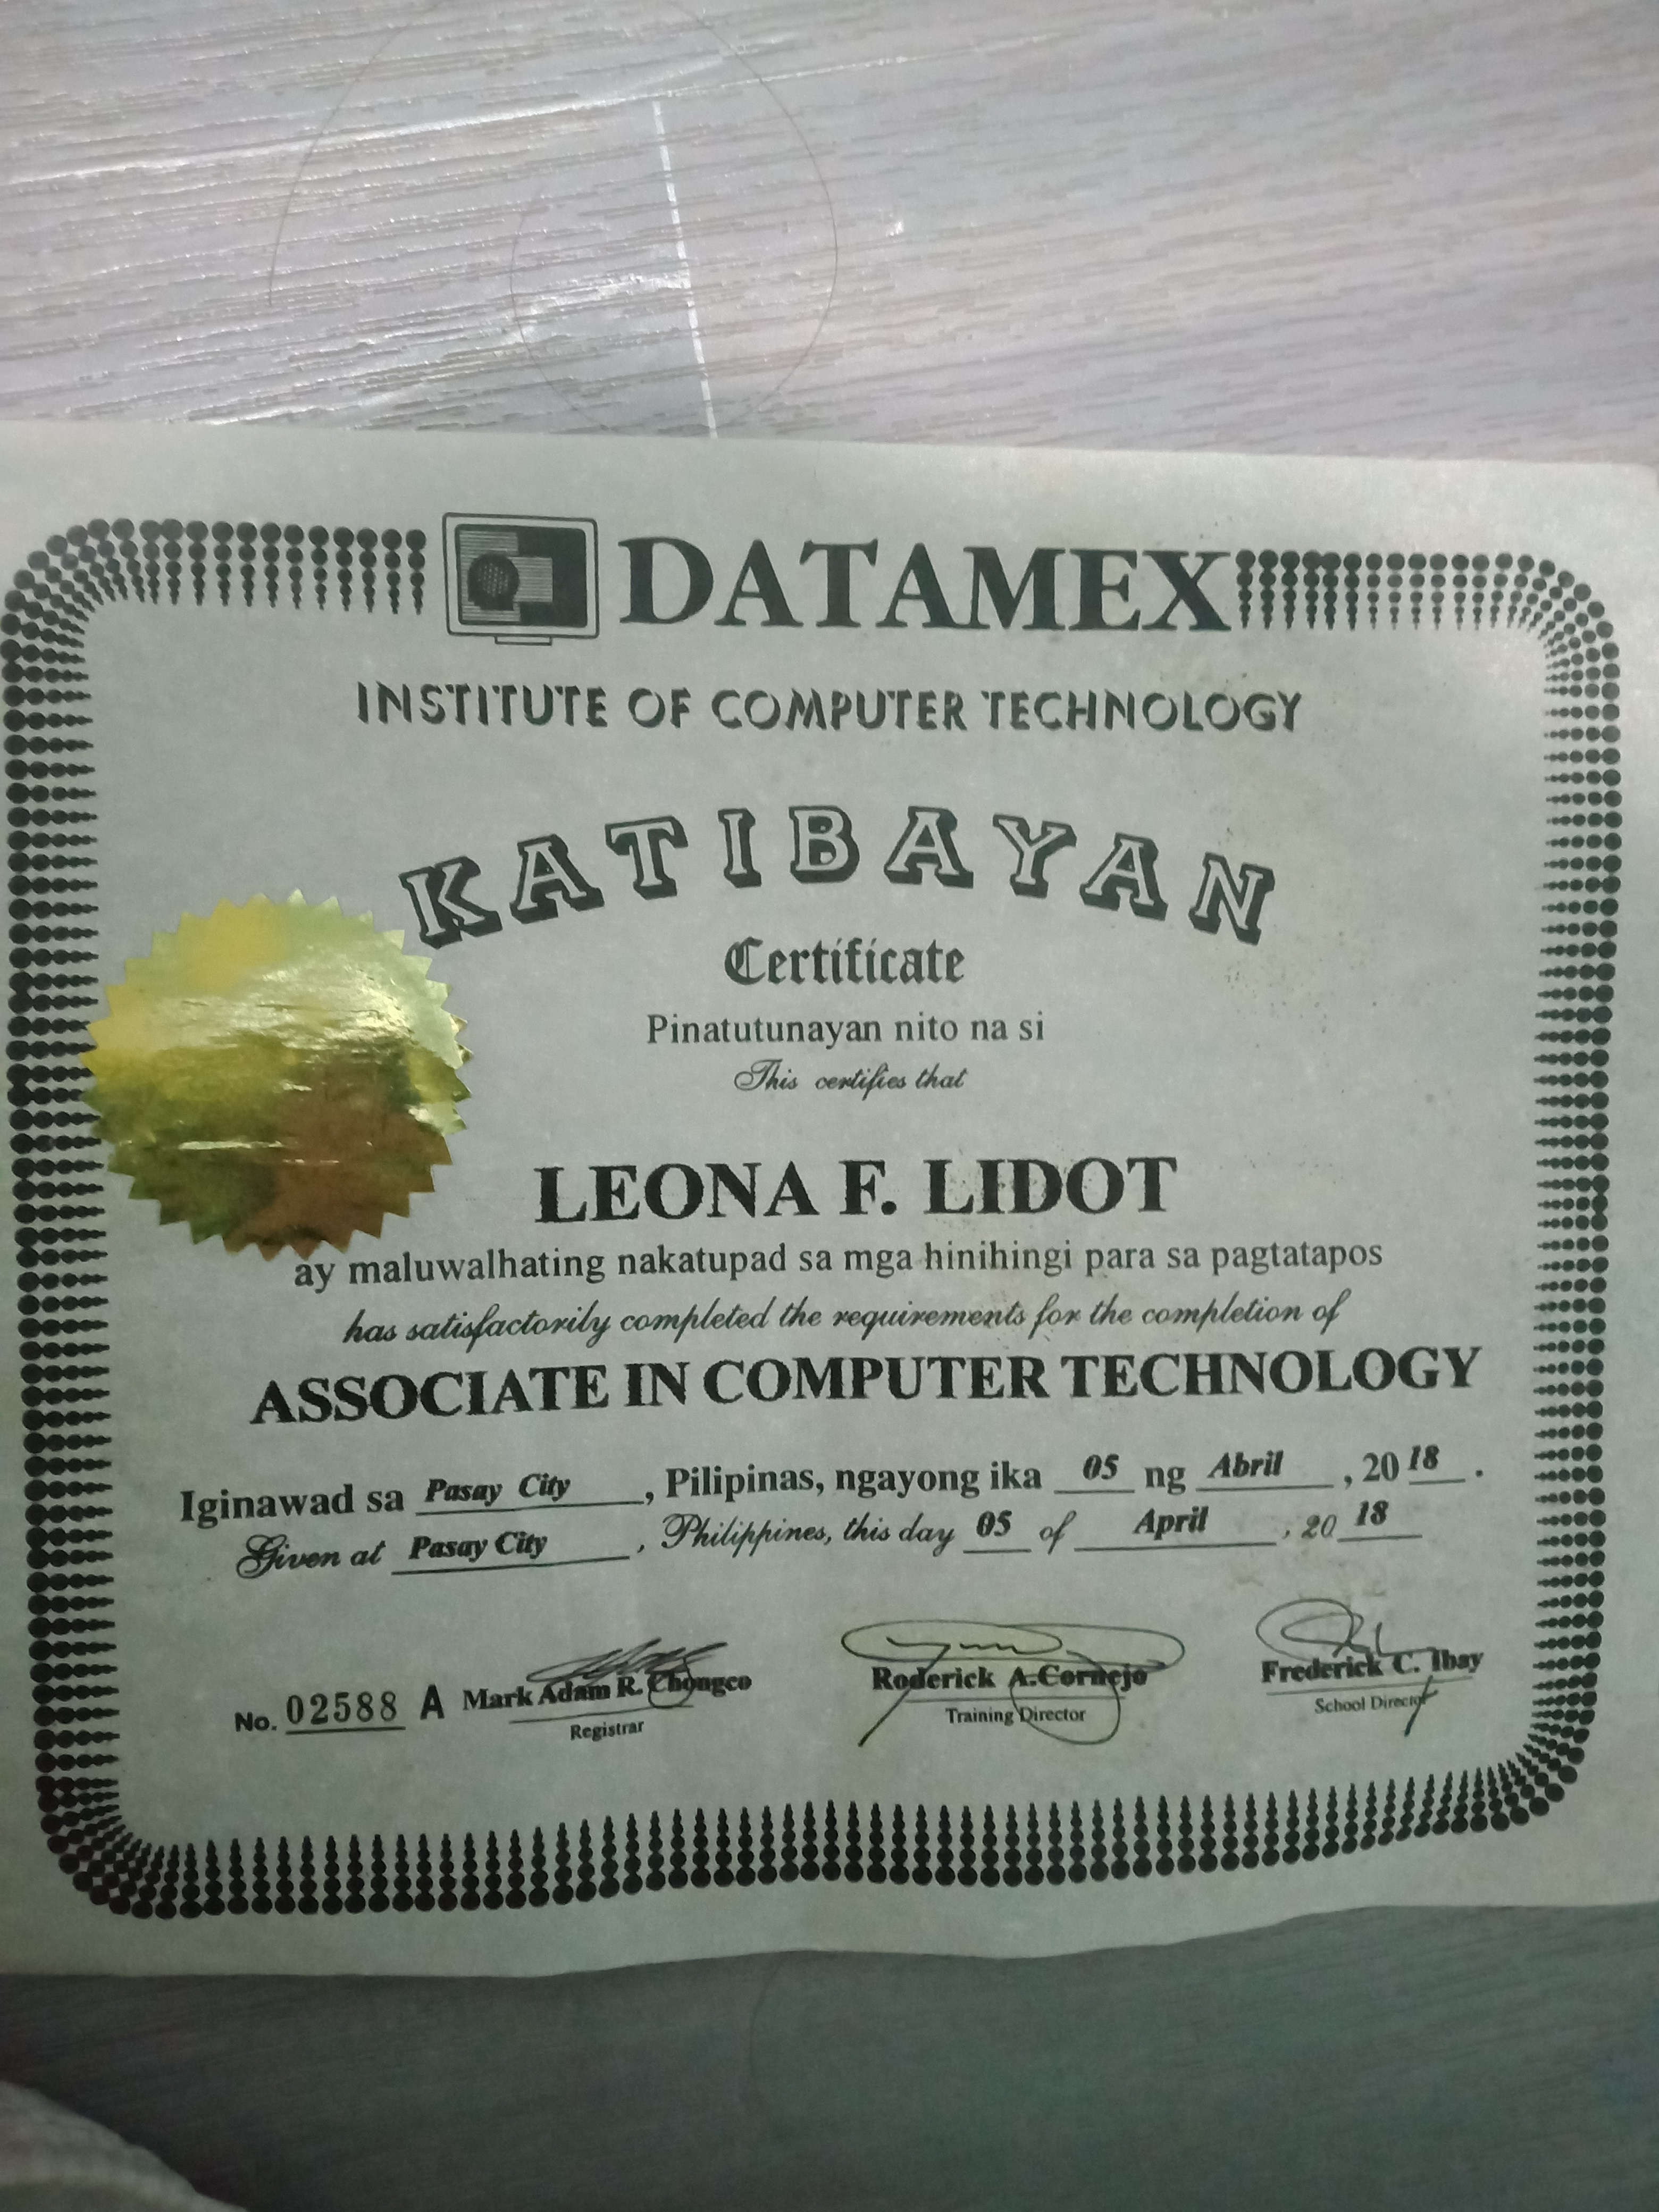 DATAMEX
INSTITUTE OF COMPUTER TECHNOLOGY
KATIBAYAN
Certificate
Pinatutunayan nito na si
This certifies that
LEONA F. LIDOT
ay maluwalhating nakatupad sa mga hinihingi para sa pagtatapos
has satisfactorily completed the requirements for the completion of
ASSOCIATE IN COMPUTER TECHNOLOGY
Iginawad sa Pasay City, Pilipinas, ngayong ika 05 ng Abril, 2018.
Given at Pasay City, Philippines, this day 05 of April, 2018
No. 02588 A Mark Adam R. Chongco Roderick A. Cornejo Frederick C. Ibay
Registrar Training Director School Director